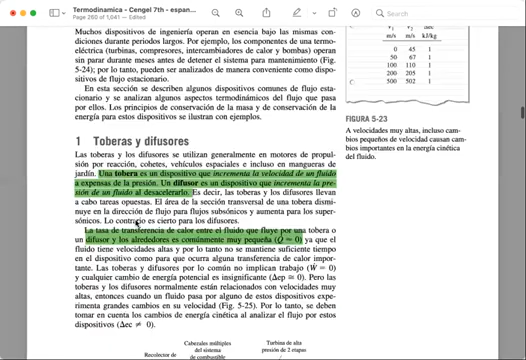 Termodinamica - Cengel 7th - espan...
Page 260 of 1,041 — Edited
Search
Muchos dispositivos de ingeniería operan en esencia bajo las mismas con-
diciones durante periodos largos. Por ejemplo, los componentes de una termo-
eléctrica (turbinas, compresores, intercambiadores de calor y bombas) operan
sin parar durante meses antes de detener el sistema para mantenimiento (Fig.
5-24); por lo tanto, pueden ser analizados de manera conveniente como dispo-
sitivos de flujo estacionario.
En esta sección se describen algunos dispositivos comunes de flujo esta-
cionario y se analizan algunos aspectos termodinámicos del flujo que pasa
por ellos. Los principios de conservación de la masa y de conservación de la
energía para estos dispositivos se ilustran con ejemplos.
1 Toberas y difusores
Las toberas y los difusores se utilizan generalmente en motores de propul-
sión por reacción, cohetes, vehículos espaciales e incluso en mangueras de
jardín. Una tobera es un dispositivo que incrementa la velocidad de un fluido
a expensas de la presión. Un difusor es un dispositivo que incrementa la pre-
sión de un fluido al desacelerarlo. Es decir, las toberas y los difusores llevan
a cabo tareas opuestas. El área de la sección transversal de una tobera dismi-
nuye en la dirección de flujo para flujos subsónicos y aumenta para los super-
sónicos. Lo contrario es cierto para los difusores.
La tasa de transferencia de calor entre el fluido que fluye por una tobera o
un difusor y los alrededores es comúnmente muy pequeña (Q̇ ≈ 0) ya que el
fluido tiene velocidades altas y por lo tanto no se mantiene suficiente tiempo
en el dispositivo como para que ocurra alguna transferencia de calor impor-
tante. Las toberas y difusores por lo común no implican trabajo (Ẇ = 0)
y cualquier cambio de energía potencial es insignificante (Δep ≅ 0). Pero las
toberas y los difusores normalmente están relacionados con velocidades muy
altas, entonces cuando un fluido pasa por alguno de estos dispositivos expe-
rimenta grandes cambios en su velocidad (Fig. 5-25). Por lo tanto, se deben
tomar en cuenta los cambios de energía cinética al analizar el flujo por estos
dispositivos (Δec ≠ 0).
m/s m/s kJ/kg
0 45 1
50 67 1
100 110 1
200 205 1
500 502 1
FIGURA 5-23
A velocidades muy altas, incluso cam-
bios pequeños de velocidad causan cam-
bios importantes en la energía cinética
del fluido.
Recolector de
Cabezales múltiples
del sistema
de combustible
Turbina de alta
presión de 2 etapas